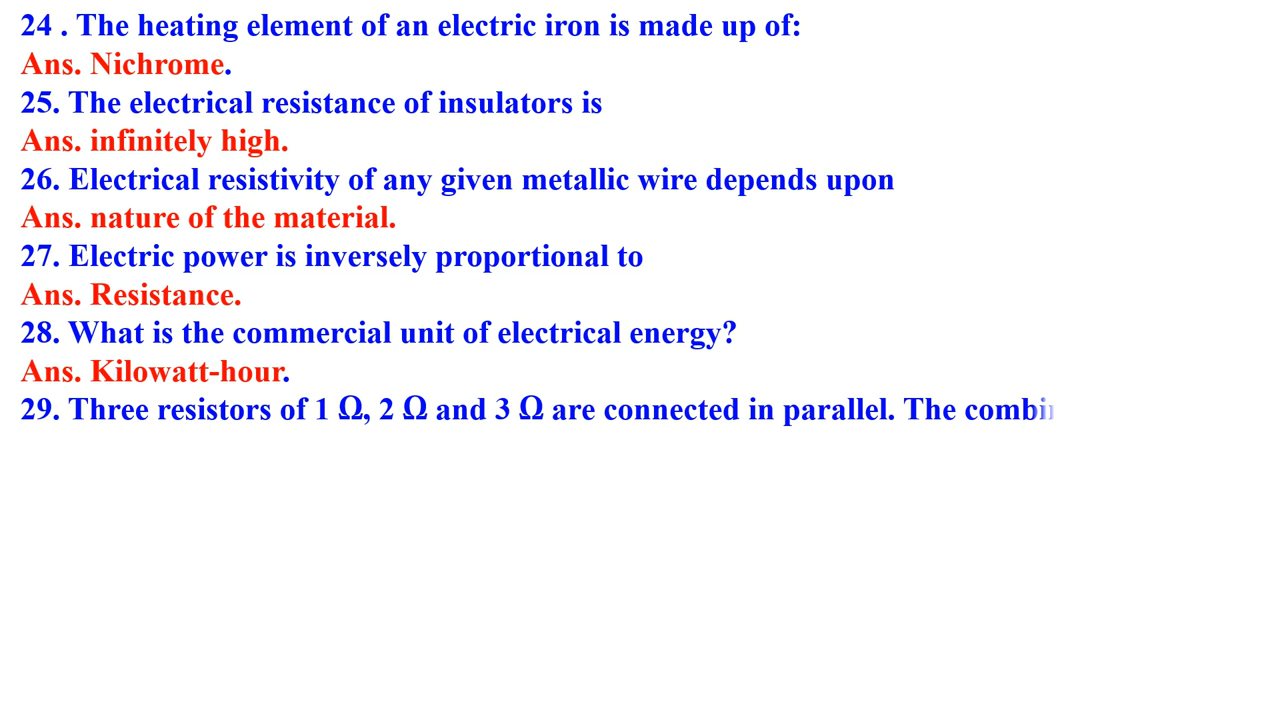 24 . The heating element of an electric iron is made up of:
Ans. Nichrome.
25. The electrical resistance of insulators is
Ans. infinitely high.
26. Electrical resistivity of any given metallic wire depends upon
Ans. nature of the material.
27. Electric power is inversely proportional to
Ans. Resistance.
28. What is the commercial unit of electrical energy?
Ans. Kilowatt-hour.
29. Three resistors of 1 Ω, 2 Ω and 3 Ω are connected in parallel. The